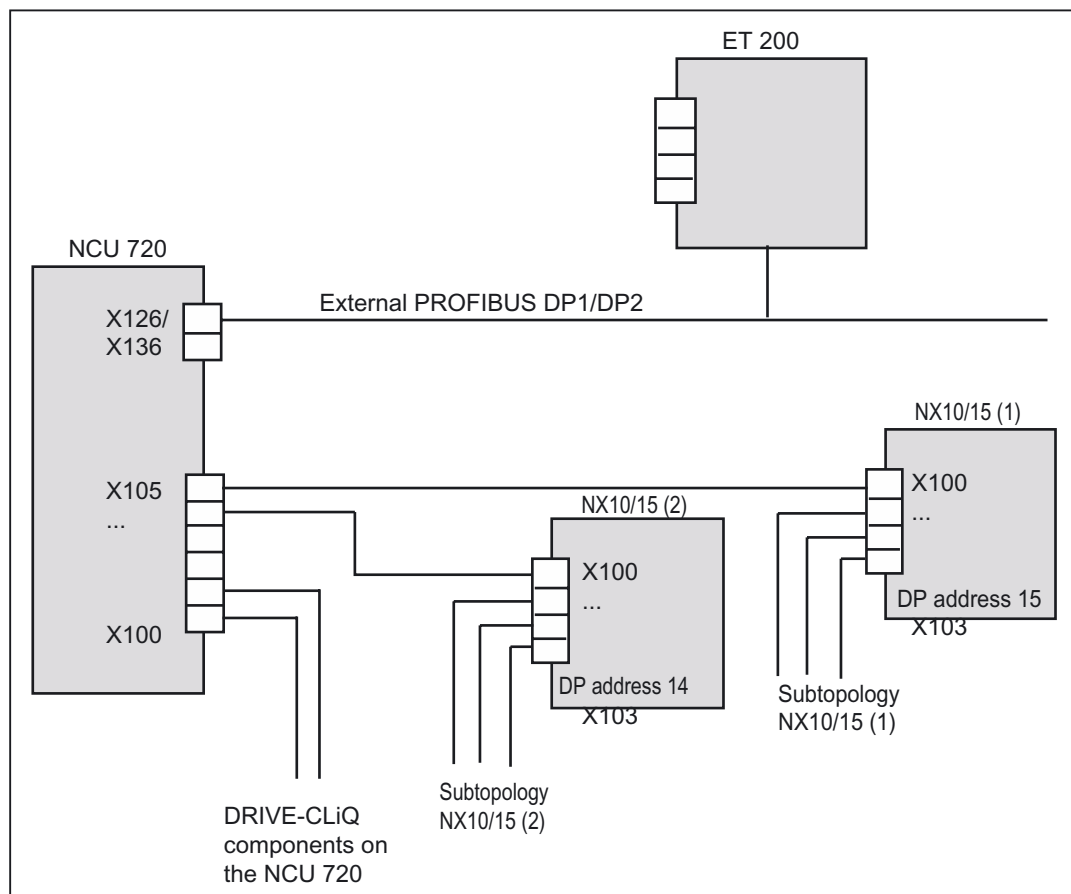 ET 200
NCU 720
X126/
X136
External PROFIBUS DP1/DP2
NX10/15 (1)
X105
...
X100
X100
...
DP address 15
X103
NX10/15 (2)
X100
...
DP address 14
X103
Subtopology
NX10/15 (1)
Subtopology
NX10/15 (2)
DRIVE-CLiQ
components on
the NCU 720